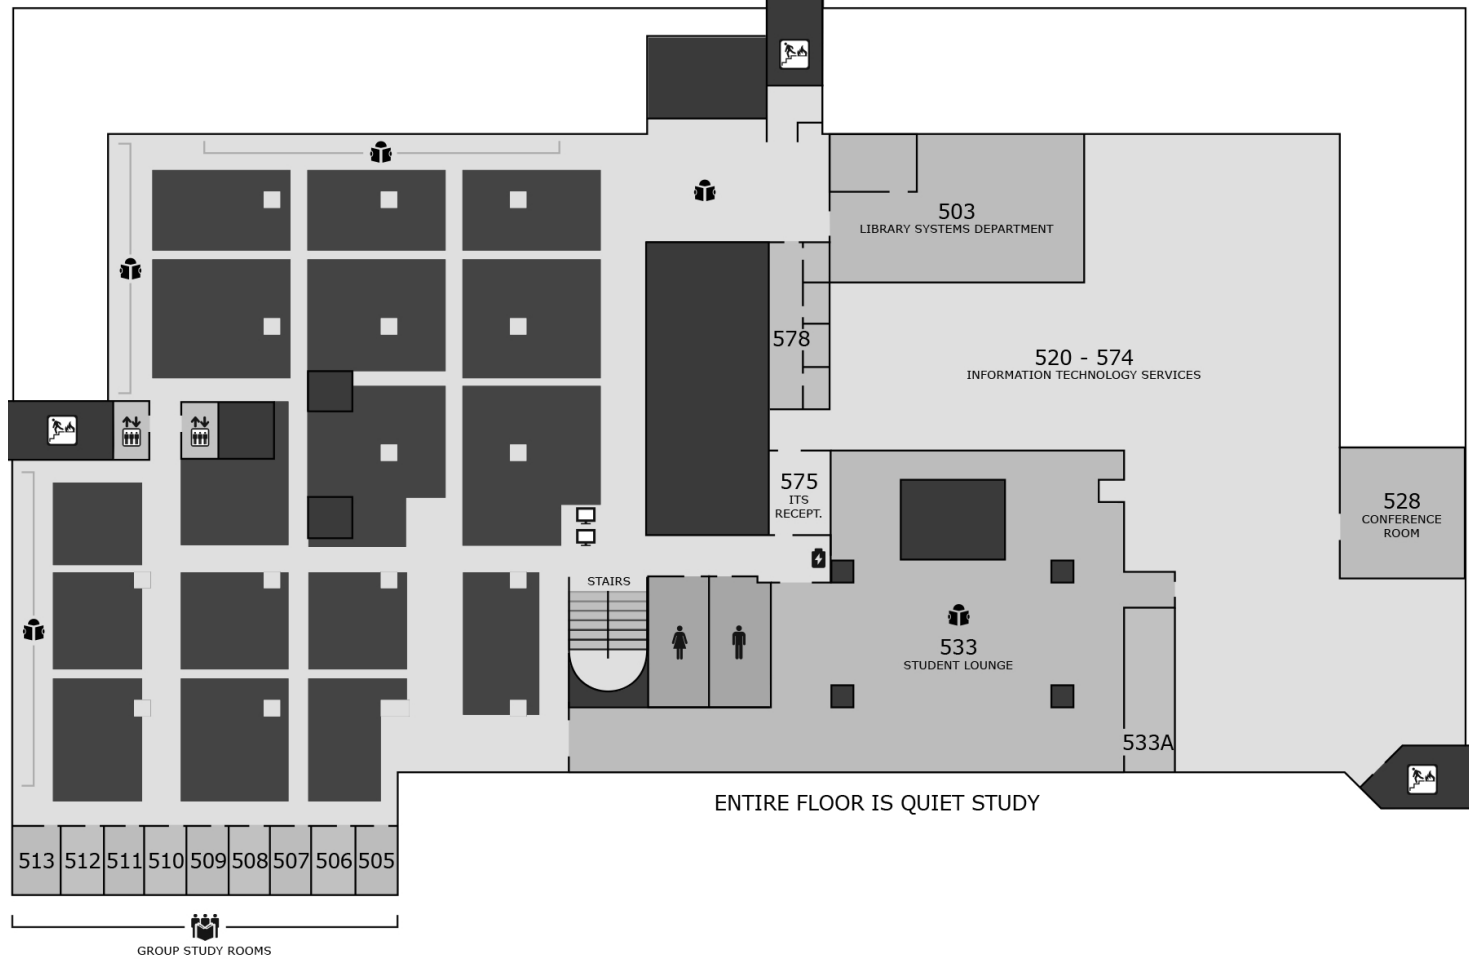 503
LIBRARY SYSTEMS DEPARTMENT
578
520 - 574
INFORMATION TECHNOLOGY SERVICES
575
ITS
RECEPT.
528
CONFERENCE
ROOM
STAIRS
533
STUDENT LOUNGE
533A
ENTIRE FLOOR IS QUIET STUDY
513 512 511 510 509 508 507 506 505
GROUP STUDY ROOMS